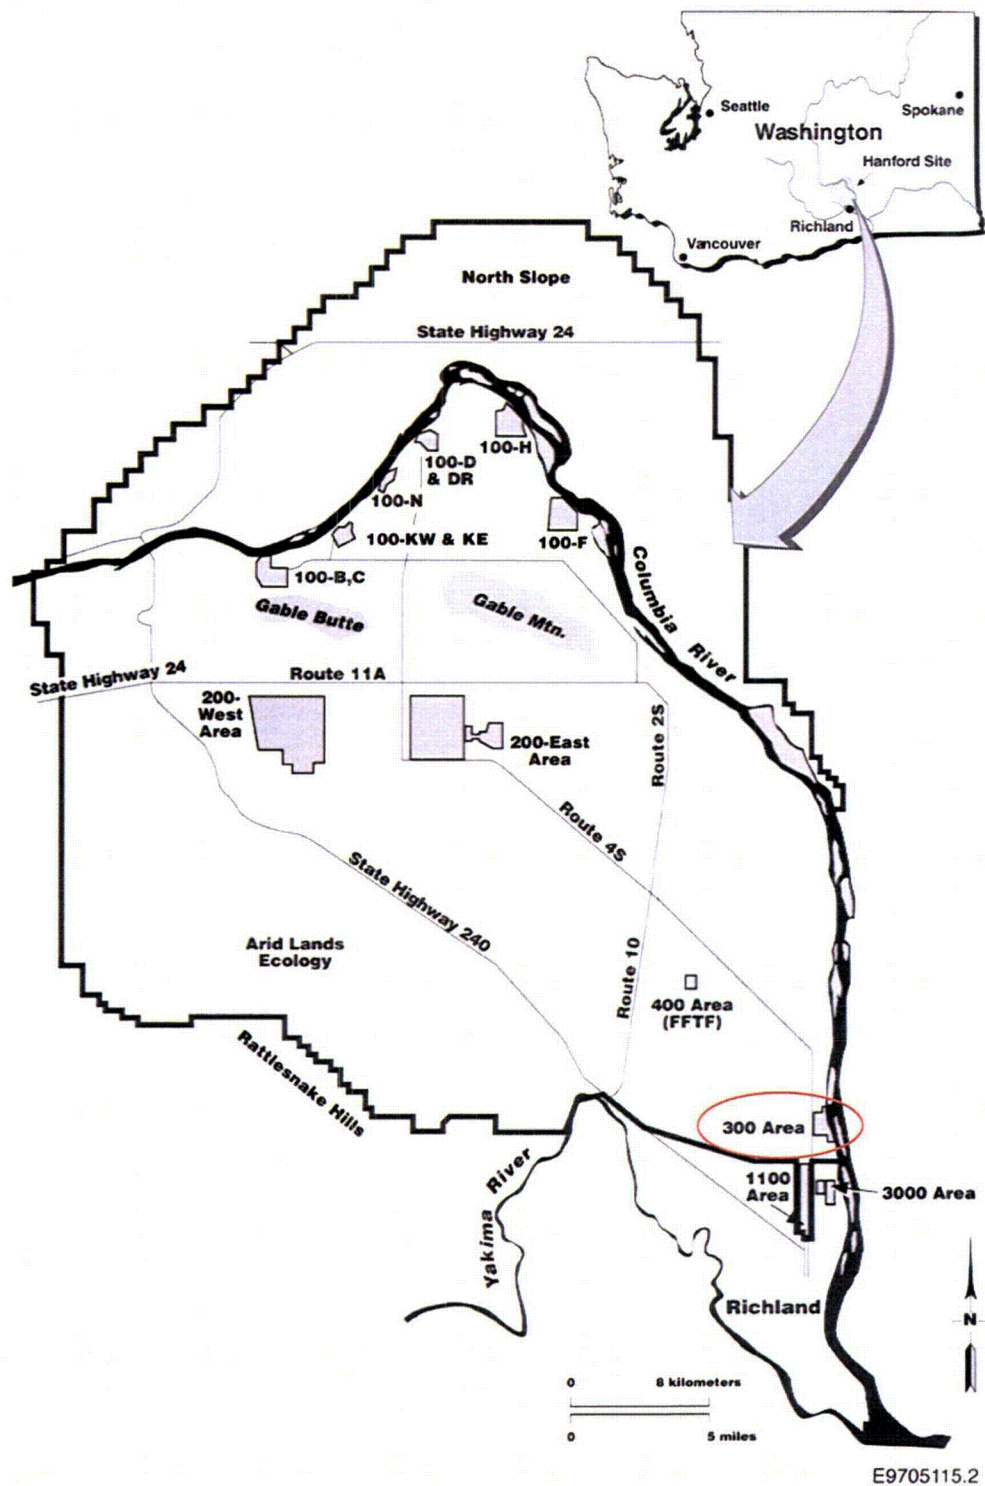 Seattle
Spokane
Washington
Hanford Site
Richland
Vancouver
North Slope
State Highway 24
100-H
100-D
& DR
100-N
100-KW & KE
100-F
100-B,C
Columbia River
Gable Butte
Gable Mtn.
State Highway 24
Route 11A
200-
West
Area
200-East
Area
Route 2S
Route 4S
State Highway 240
Arid Lands
Ecology
Route 10
400 Area
(FFTF)
Rattlesnake Hills
300 Area
1100
Area
3000 Area
Yakima River
Richland
N
0 8 kilometers
0 5 miles
E9705115.2